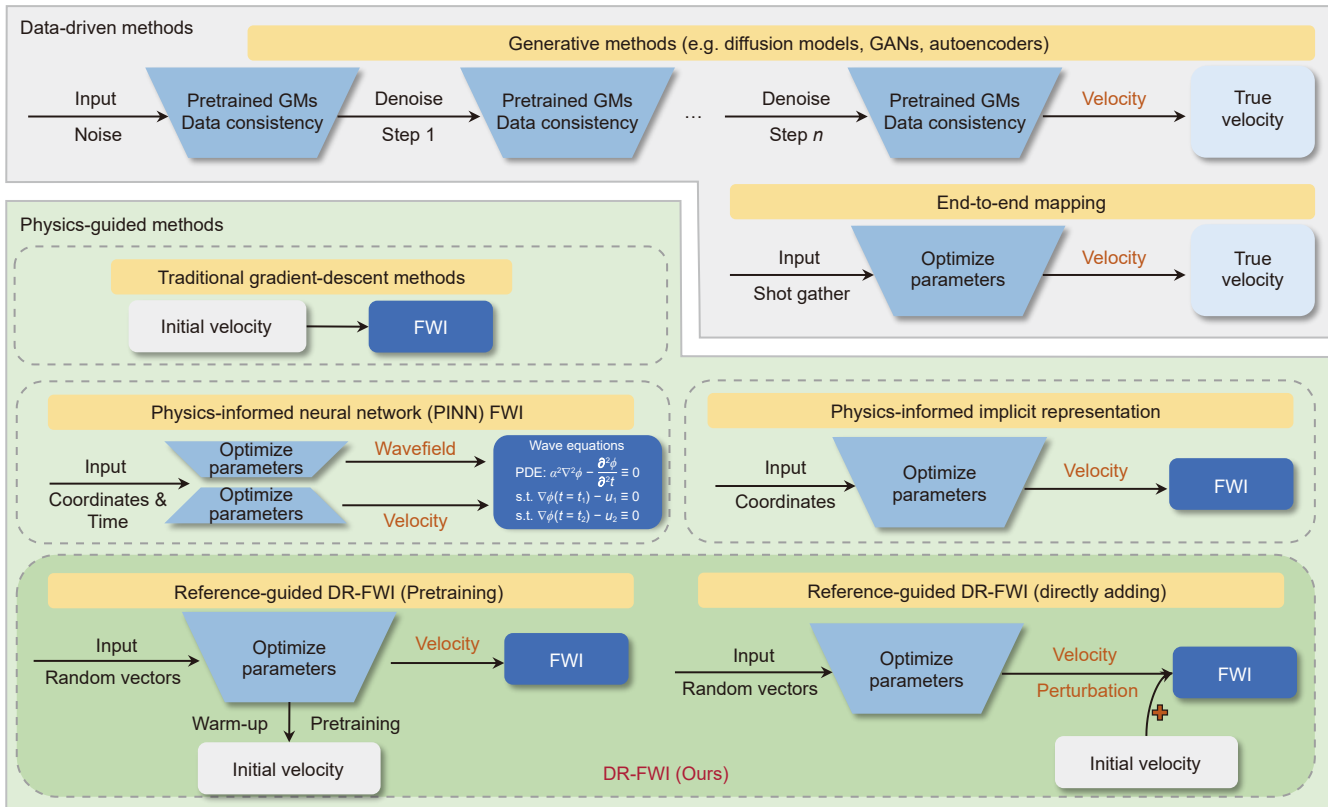 Data-driven methods
Generative methods (e.g. diffusion models, GANs, autoencoders)
Input
Noise
Pretrained GMs
Data consistency
Denoise
Step 1
Pretrained GMs
Data consistency
...
Denoise
Step n
Pretrained GMs
Data consistency
Velocity
True
velocity
End-to-end mapping
Input
Shot gather
Optimize
parameters
Velocity
True
velocity
Physics-guided methods
Traditional gradient-descent methods
Initial velocity
FWI
Physics-informed neural network (PINN) FWI
Input
Coordinates &
Time
Optimize
parameters
Optimize
parameters
Wavefield
Velocity
Wave equations
PDE: α²∇²ϕ − ∂²ϕ/∂²t ≡ 0
s.t. ∇ϕ(t = t₁) − u₁ ≡ 0
s.t. ∇ϕ(t = t₂) − u₂ ≡ 0
Physics-informed implicit representation
Input
Coordinates
Optimize
parameters
Velocity
FWI
Reference-guided DR-FWI (Pretraining)
Input
Random vectors
Optimize
parameters
Velocity
FWI
Warm-up
Pretraining
Initial velocity
Reference-guided DR-FWI (directly adding)
Input
Random vectors
Optimize
parameters
Velocity
Perturbation
FWI
Initial velocity
DR-FWI (Ours)